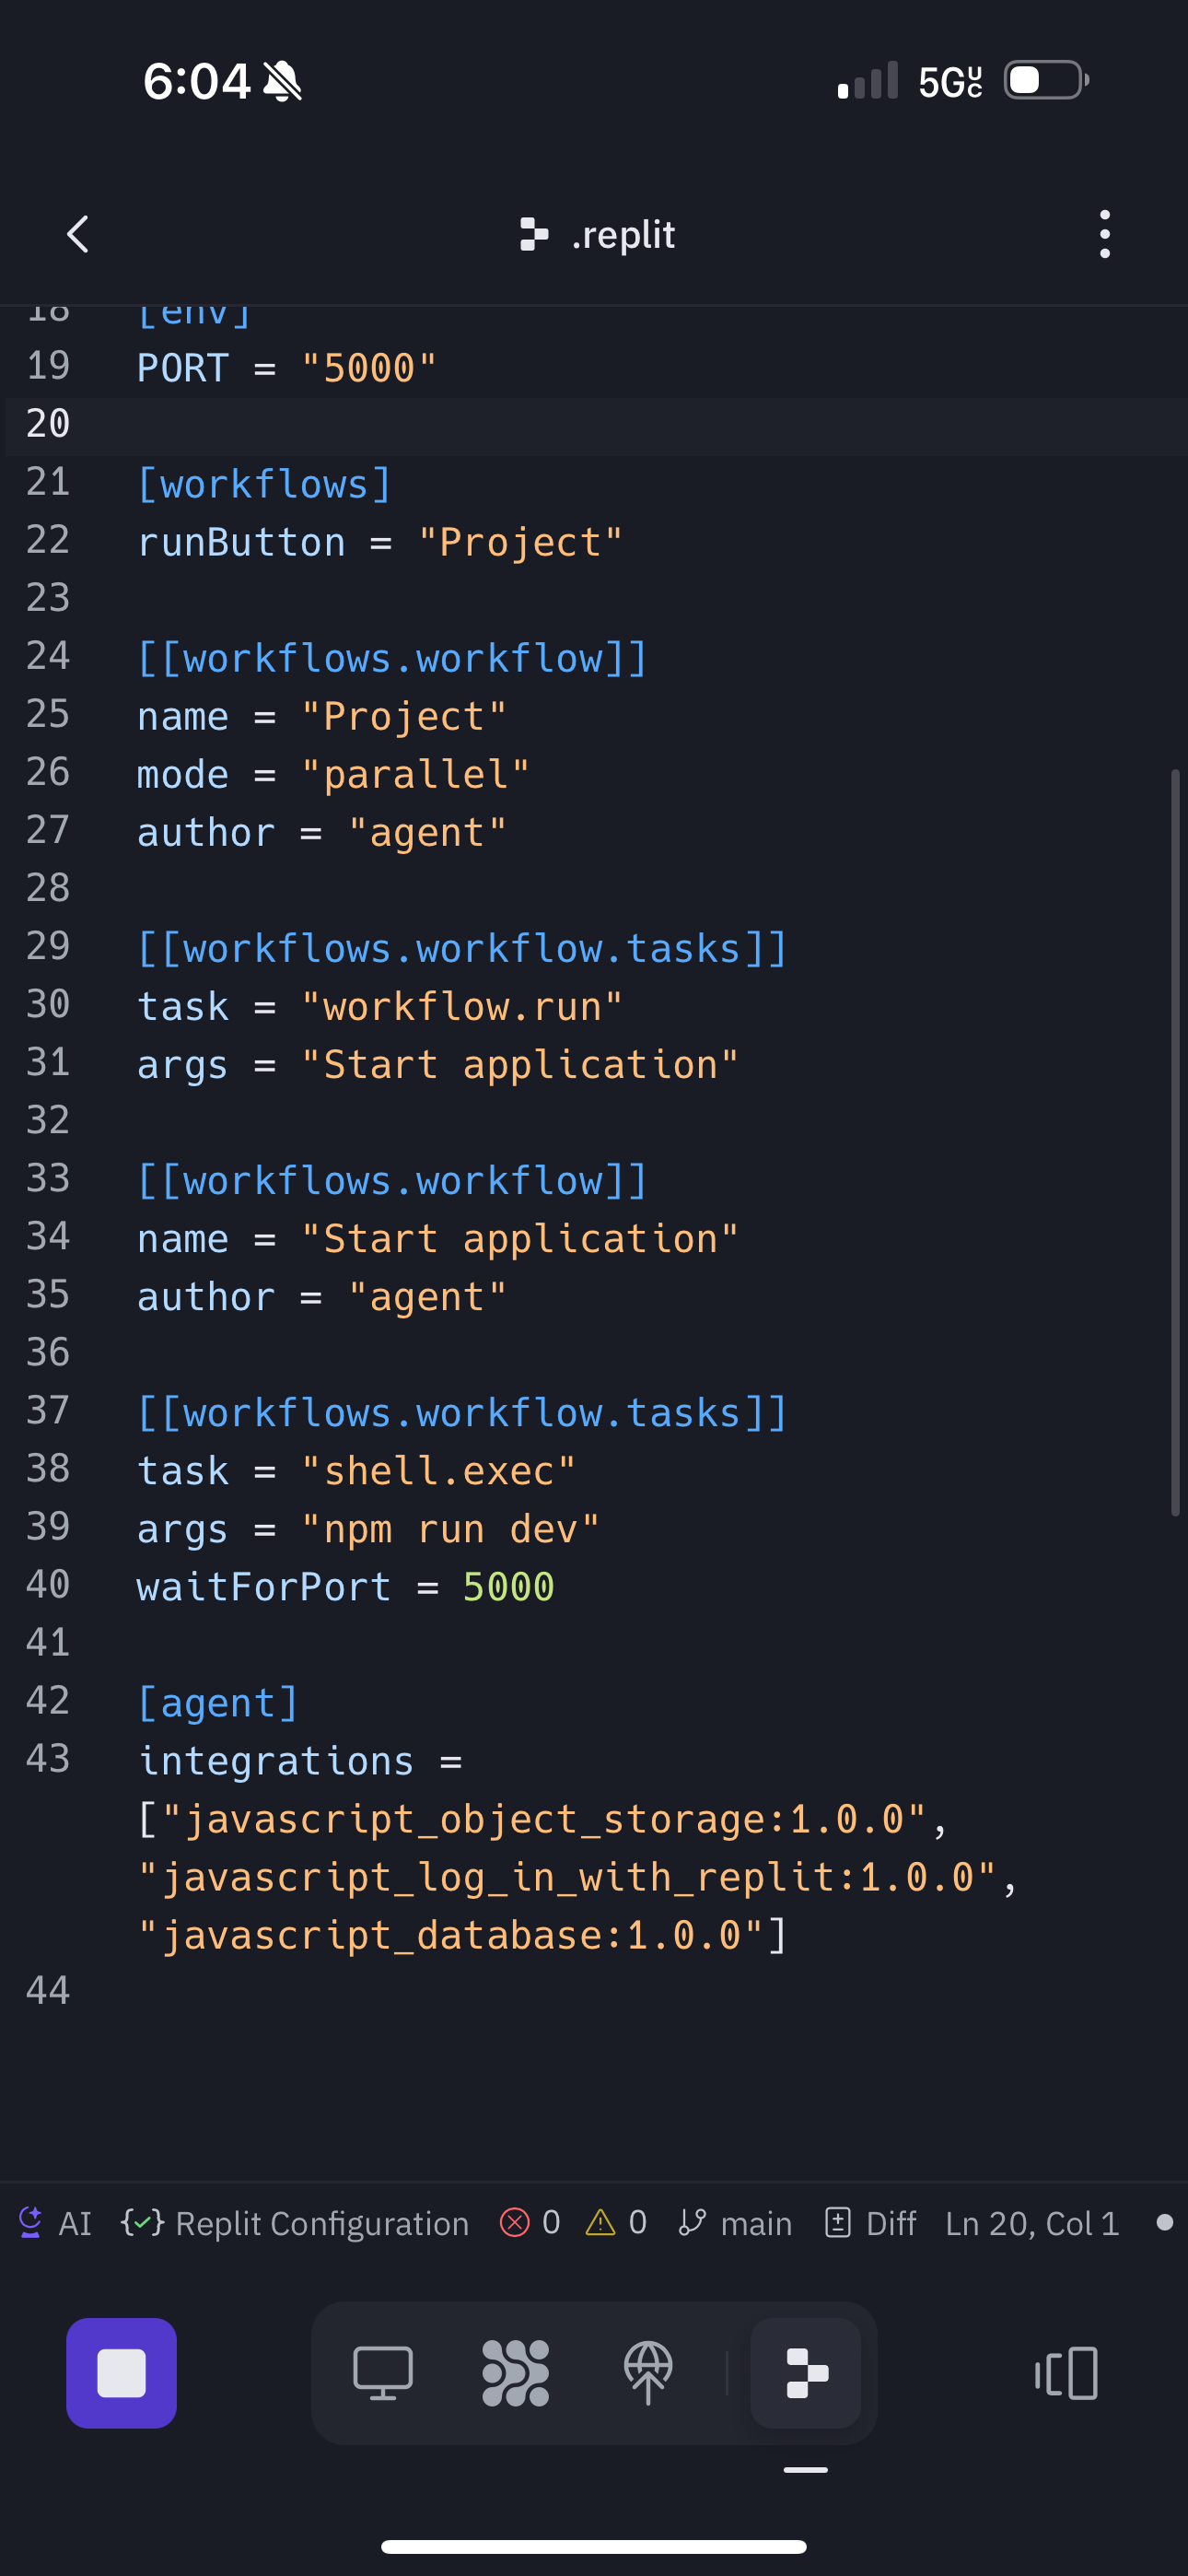 6:04
5G UC
.replit
18 [env]
19 PORT = "5000"
20
21 [workflows]
22 runButton = "Project"
23
24 [[workflows.workflow]]
25 name = "Project"
26 mode = "parallel"
27 author = "agent"
28
29 [[workflows.workflow.tasks]]
30 task = "workflow.run"
31 args = "Start application"
32
33 [[workflows.workflow]]
34 name = "Start application"
35 author = "agent"
36
37 [[workflows.workflow.tasks]]
38 task = "shell.exec"
39 args = "npm run dev"
40 waitForPort = 5000
41
42 [agent]
43 integrations =
["javascript_object_storage:1.0.0",
"javascript_log_in_with_replit:1.0.0",
"javascript_database:1.0.0"]
44
AI Replit Configuration 0 0 main Diff Ln 20, Col 1